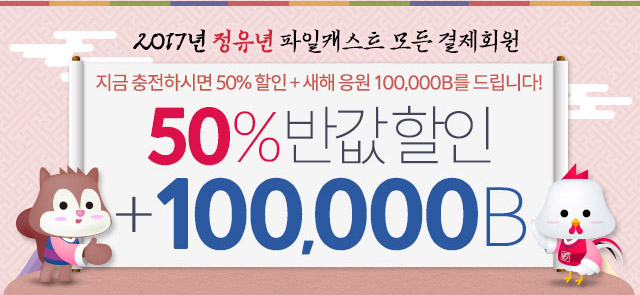 2017년 정유년 파일캐스트 모든 결제회원
지금 충전하시면 50% 할인 + 새해 응원 100,000B를 드립니다!
50% 반값 할인
+100,000B